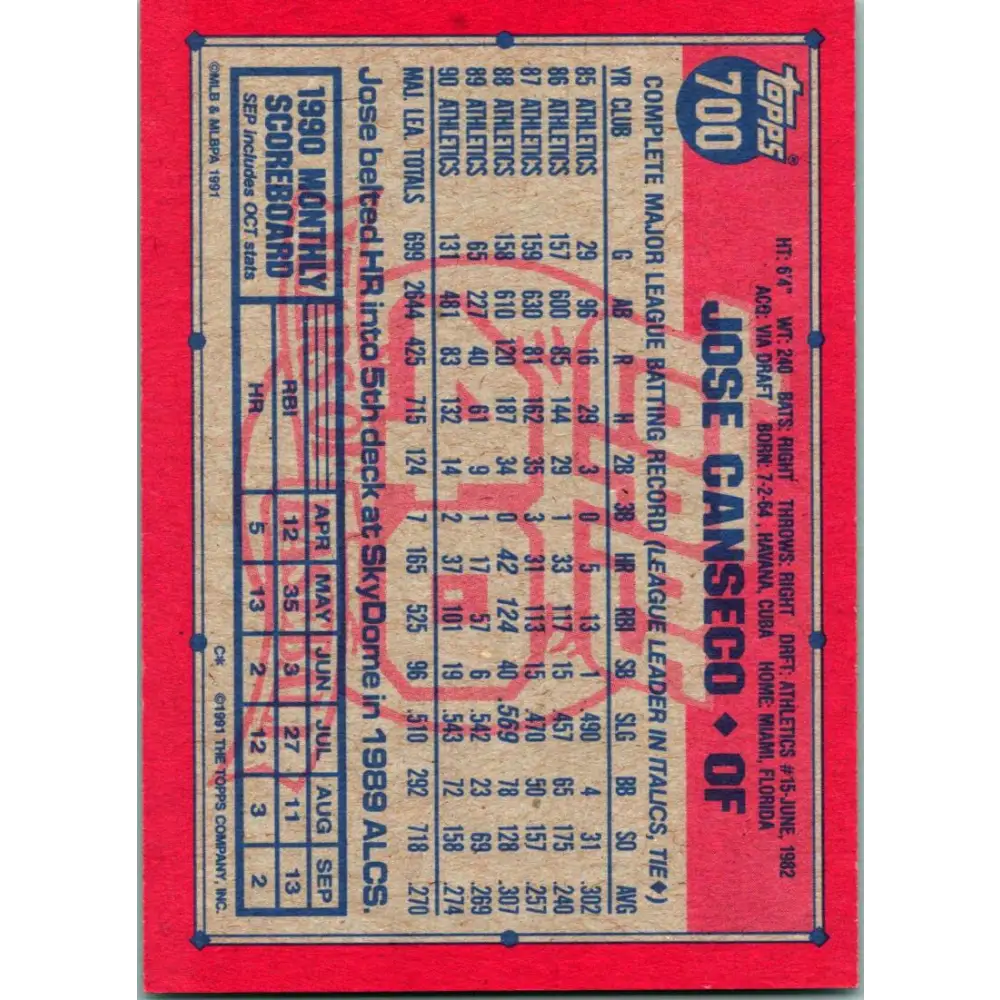 Topps®
700
JOSE CANSECO ♦ OF
HT: 6'4" WT: 240 BATS: RIGHT THROWS: RIGHT DRFT: ATHLETICS #15-JUNE, 1982
ACQ: VIA DRAFT BORN: 7-2-64, HAVANA, CUBA HOME: MIAMI, FLORIDA
COMPLETE MAJOR LEAGUE BATTING RECORD (LEAGUE LEADER IN ITALICS, TIE♦)
YR CLUB G AB R H 2B 3B HR RBI SB SLG BB SO AVG
85 ATHLETICS 29 96 16 29 3 0 5 13 1 .490 4 31 .302
86 ATHLETICS 157 600 85 144 29 1 33 117 15 .457 65 175 .240
87 ATHLETICS 159 630 81 162 35 3 31 113 15 .470 50 157 .257
88 ATHLETICS 158 610 120 187 34 0 42 124 40 .569 78 128 .307
89 ATHLETICS 65 227 40 61 9 1 17 57 6 .542 23 69 .269
90 ATHLETICS 131 481 83 132 14 2 37 101 19 .543 72 158 .274
MAJ. LEA. TOTALS 699 2644 425 715 124 7 165 525 96 .510 292 718 .270
Jose belted HR into 5th deck at SkyDome in 1989 ALCS.
1990 MONTHLY
SCOREBOARD
SEP includes OCT stats
APR MAY JUN JUL AUG SEP
RBI 12 35 3 27 11 13
HR 5 13 2 12 3 2
©MLB & MLBPA 1991
C* ©1991 THE TOPPS COMPANY, INC.